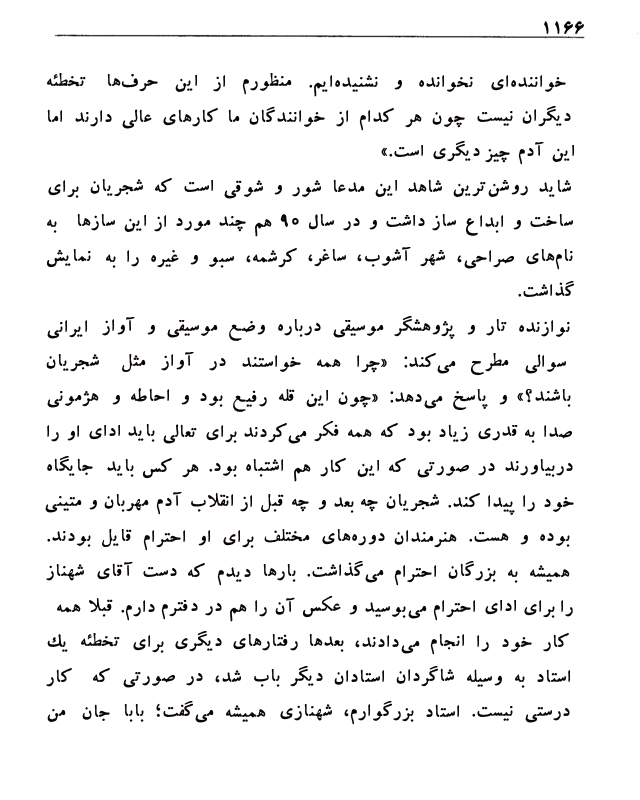 ۱۱۶۶
خواننده‌ای نخوانده و نشنیده‌ایم. منظورم از این حرف‌ها تخطئه
دیگران نیست چون هر کدام از خوانندگان ما کارهای عالی دارند اما
این آدم چیز دیگری است.»
شاید روشن‌ترین شاهد این مدعا شور و شوقی است که شجریان برای
ساخت و ابداع ساز داشت و در سال ۹۰ هم چند مورد از این سازها به
نام‌های صراحی، شهر آشوب، ساغر، کرشمه، سبو و غیره را به نمایش
گذاشت.
نوازنده تار و پژوهشگر موسیقی درباره وضع موسیقی و آواز ایرانی
سوالی مطرح می‌کند: «چرا همه خواستند در آواز مثل شجریان
باشند؟» و پاسخ می‌دهد: «چون این قله رفیع بود و احاطه و هژمونی
صدا به قدری زیاد بود که همه فکر می‌کردند برای تعالی باید ادای او را
دربیاورند در صورتی که این کار هم اشتباه بود. هر کس باید جایگاه
خود را پیدا کند. شجریان چه بعد و چه قبل از انقلاب آدم مهربان و متینی
بوده و هست. هنرمندان دوره‌های مختلف برای او احترام قایل بودند.
همیشه به بزرگان احترام می‌گذاشت. بارها دیدم که دست آقای شهناز
را برای ادای احترام می‌بوسید و عکس آن را هم در دفترم دارم. قبلا همه
کار خود را انجام می‌دادند، بعدها رفتارهای دیگری برای تخطئه یك
استاد به وسیله شاگردان استادان دیگر باب شد، در صورتی که کار
درستی نیست. استاد بزرگوارم، شهنازی همیشه می‌گفت؛ بابا جان من